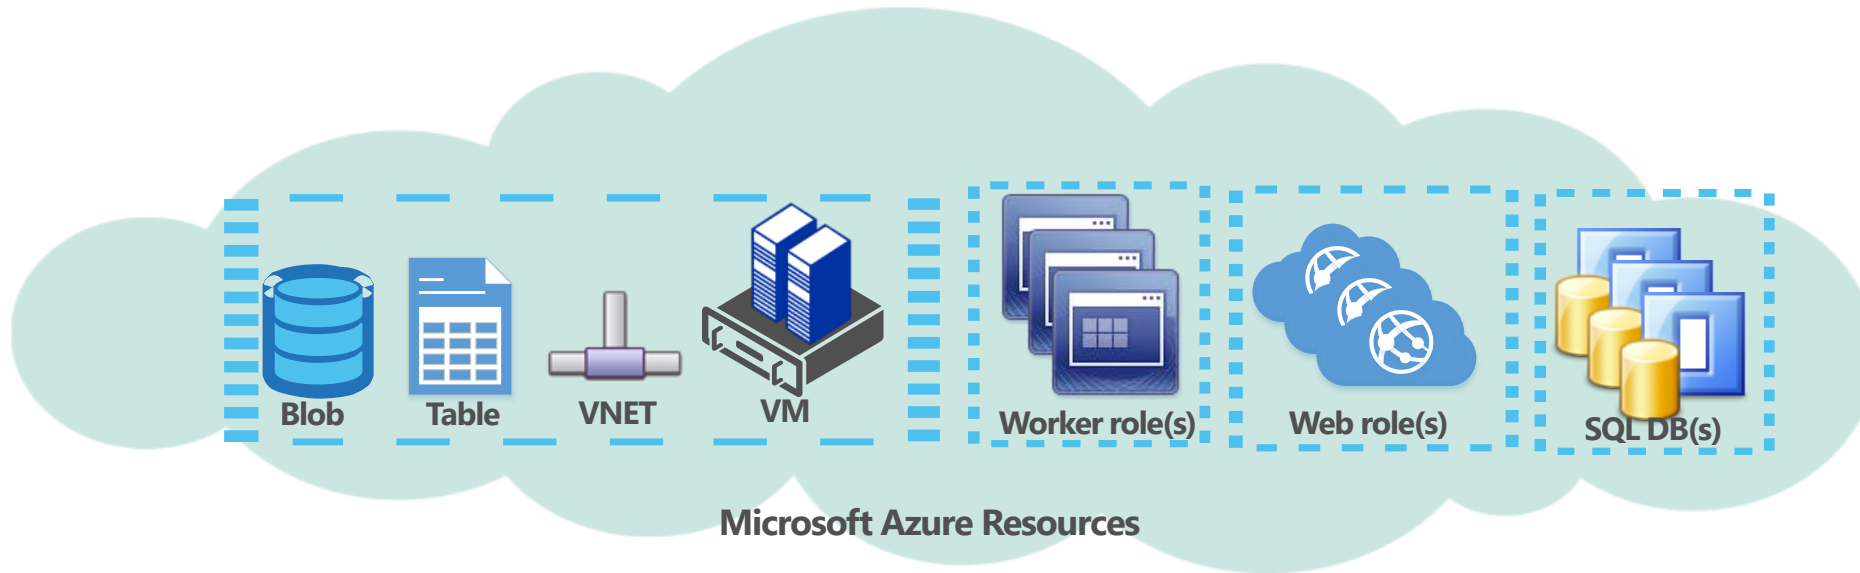 Blob
Table
VNET
VM
Worker role(s)
Web role(s)
SQL DB(s)
Microsoft Azure Resources